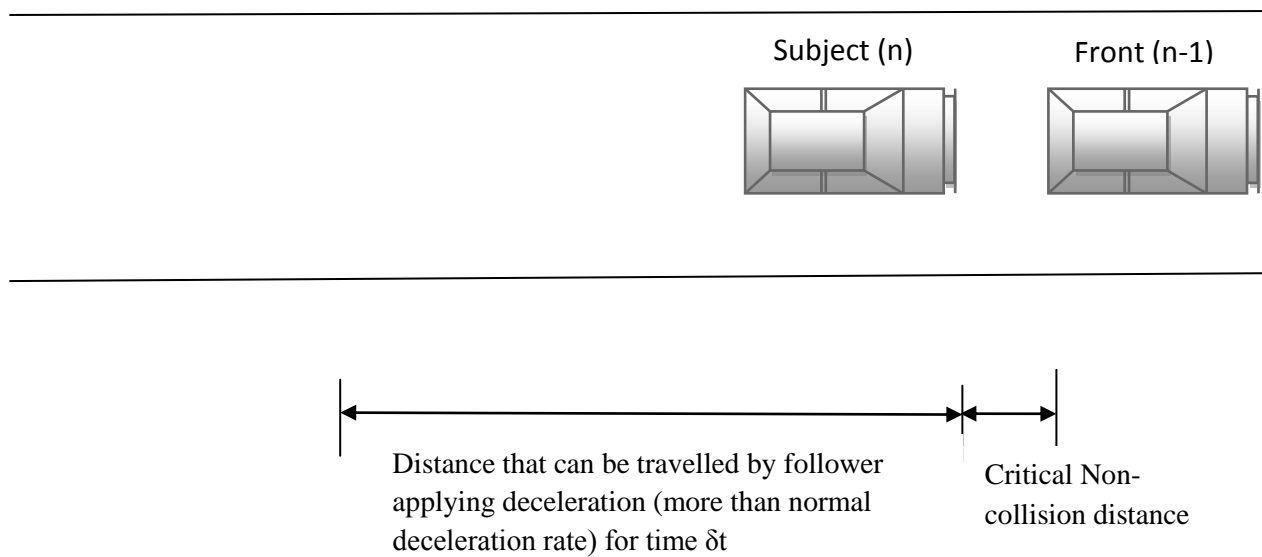 Subject (n)
Front (n-1)
Distance that can be travelled by follower
applying deceleration (more than normal
deceleration rate) for time δt
Critical Non-
collision distance